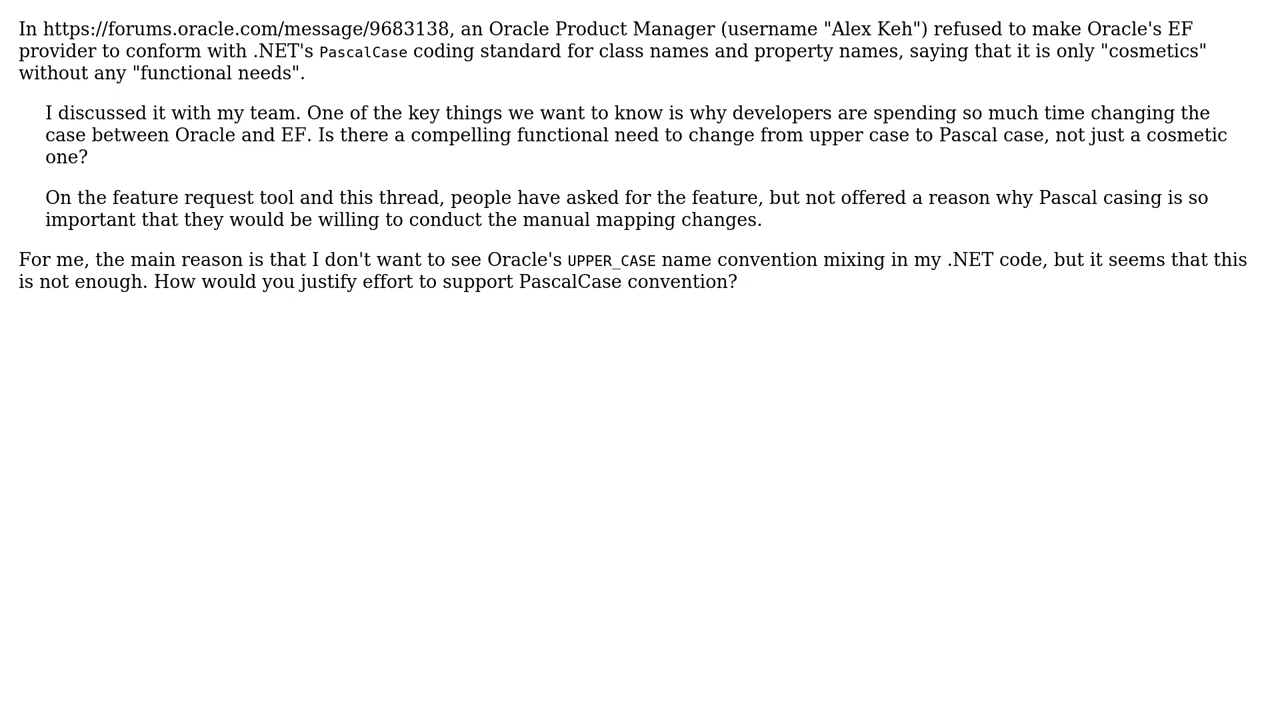 In https://forums.oracle.com/message/9683138, an Oracle Product Manager (username "Alex Keh") refused to make Oracle's EF
provider to conform with .NET's PascalCase coding standard for class names and property names, saying that it is only "cosmetics"
without any "functional needs".
I discussed it with my team. One of the key things we want to know is why developers are spending so much time changing the
case between Oracle and EF. Is there a compelling functional need to change from upper case to Pascal case, not just a cosmetic
one?
On the feature request tool and this thread, people have asked for the feature, but not offered a reason why Pascal casing is so
important that they would be willing to conduct the manual mapping changes.
For me, the main reason is that I don't want to see Oracle's UPPER_CASE name convention mixing in my .NET code, but it seems that this
is not enough. How would you justify effort to support PascalCase convention?